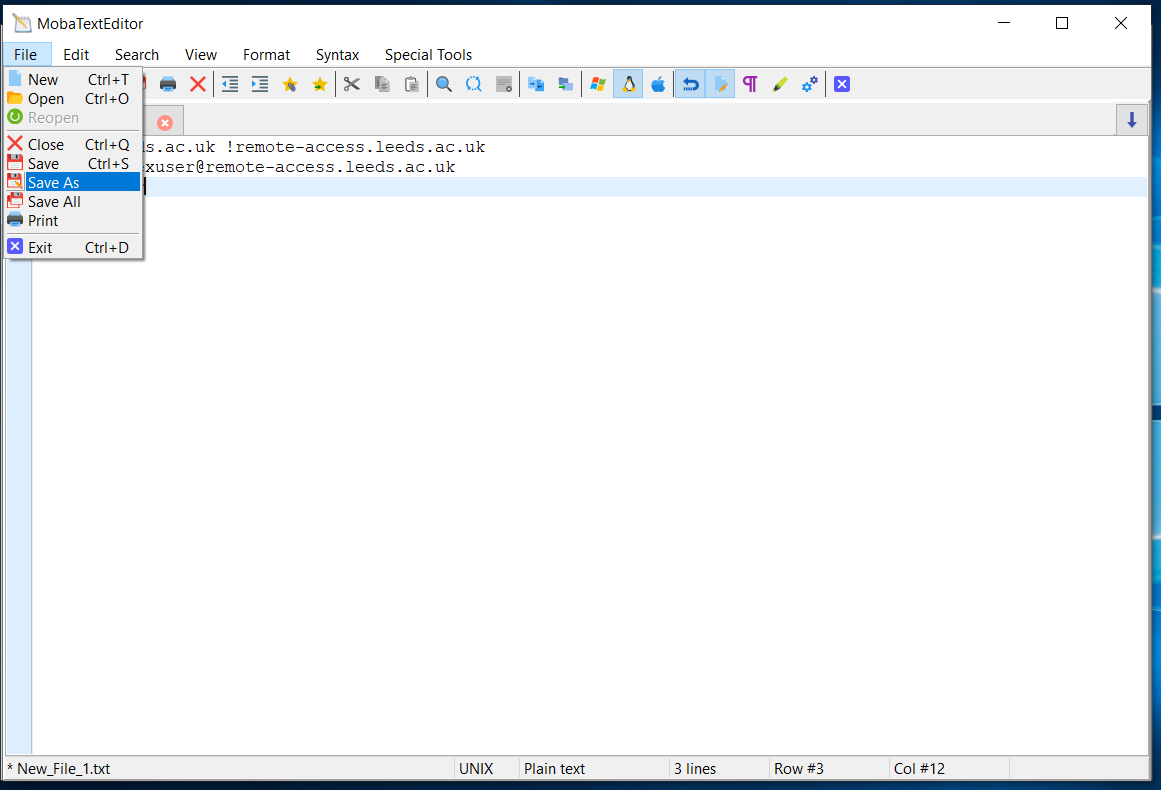 MobaTextEditor
File Edit Search View Format Syntax Special Tools
New Ctrl+T
Open Ctrl+O
Reopen
Close Ctrl+Q
Save Ctrl+S
Save As
Save All
Print
Exit Ctrl+D
.ac.uk !remote-access.leeds.ac.uk
xuser@remote-access.leeds.ac.uk
* New_File_1.txt UNIX Plain text 3 lines Row #3 Col #12